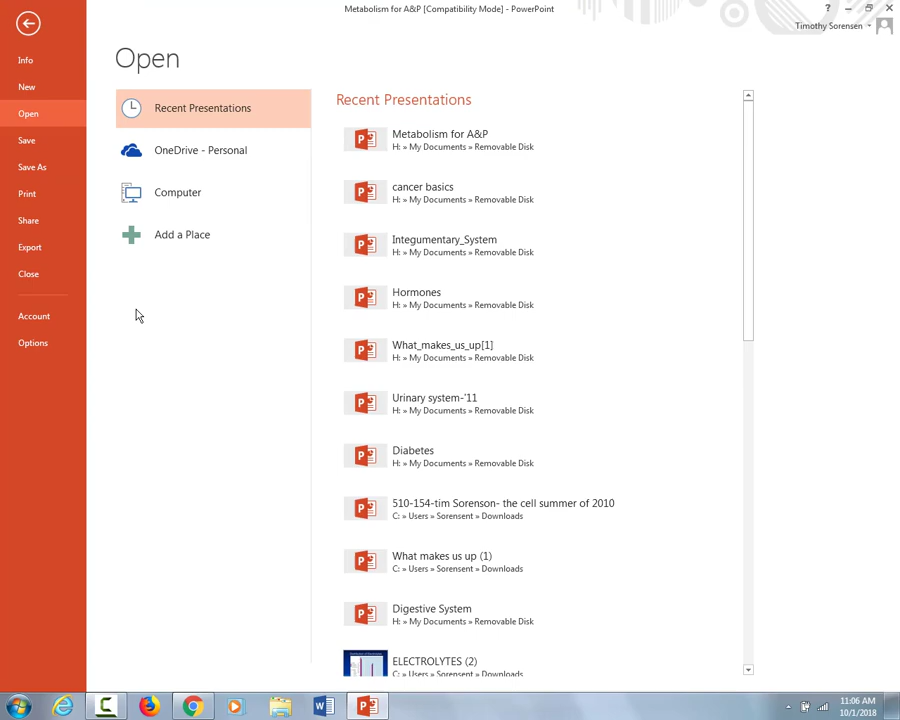 Metabolism for A&P [Compatibility Mode] - PowerPoint
?
Timothy Sorensen
Info
New
Open
Save
Save As
Print
Share
Export
Close
Account
Options
Open
Recent Presentations
OneDrive - Personal
Computer
Add a Place
Recent Presentations
Metabolism for A&P
H: » My Documents » Removable Disk
cancer basics
H: » My Documents » Removable Disk
Integumentary_System
H: » My Documents » Removable Disk
Hormones
H: » My Documents » Removable Disk
What_makes_us_up[1]
H: » My Documents » Removable Disk
Urinary system-'11
H: » My Documents » Removable Disk
Diabetes
H: » My Documents » Removable Disk
510-154-tim Sorenson- the cell summer of 2010
C: » Users » Sorensent » Downloads
What makes us up (1)
C: » Users » Sorensent » Downloads
Digestive System
H: » My Documents » Removable Disk
ELECTROLYTES (2)
C: » Users » Sorensent » Downloads
11:06 AM
10/1/2018